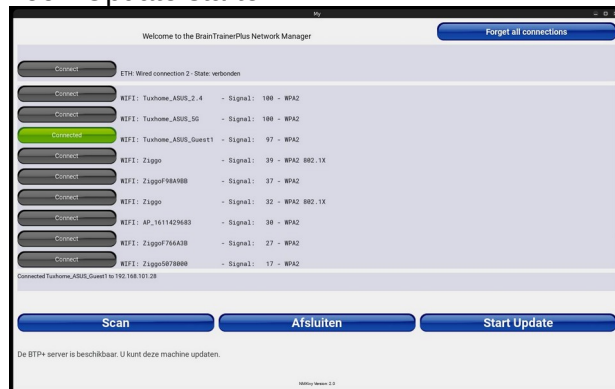 My
Welcome to the BrainTrainerPlus Network Manager
Forget all connections
Connect
ETH: Wired connection 2 - State: verbonden
Connect
WIFI: Tuxhome_ASUS_2.4 - Signal: 100 - WPA2
Connect
WIFI: Tuxhome_ASUS_5G - Signal: 100 - WPA2
Connected
WIFI: Tuxhome_ASUS_Guest1 - Signal: 97 - WPA2
Connect
WIFI: Ziggo - Signal: 39 - WPA2 802.1X
Connect
WIFI: ZiggoF98A9BB - Signal: 37 - WPA2
Connect
WIFI: Ziggo - Signal: 32 - WPA2 802.1X
Connect
WIFI: AP_1611429683 - Signal: 30 - WPA2
Connect
WIFI: ZiggoF766A3B - Signal: 27 - WPA2
Connect
WIFI: Ziggo5078000 - Signal: 17 - WPA2
Connected Tuxhome_ASUS_Guest1 to 192.168.101.28
Scan
Afsluiten
Start Update
De BTP+ server is beschikbaar. U kunt deze machine updaten.
Version 2.0